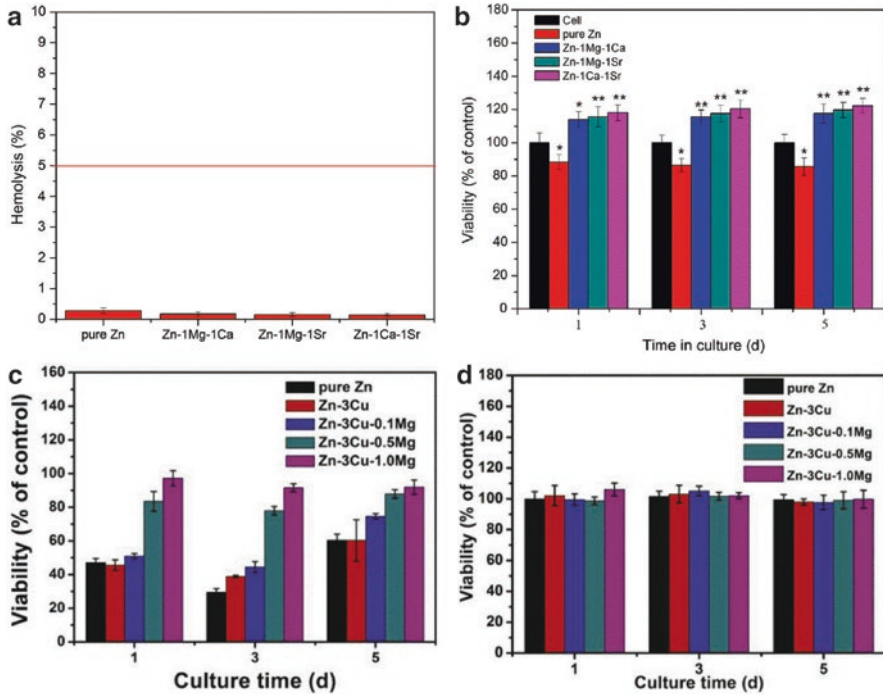 a
10
9
8
7
6
5
4
3
2
1
0
Hemolysis (%)
pure Zn Zn-1Mg-1Ca Zn-1Mg-1Sr Zn-1Ca-1Sr
b
180
160
140
120
100
80
60
40
20
0
Viability (% of control)
Cell
pure Zn
Zn-1Mg-1Ca
Zn-1Mg-1Sr
Zn-1Ca-1Sr
* * ** **
* ** ** **
* ** ** **
1 3 5
Time in culture (d)
c
160
140
120
100
80
60
40
20
0
Viability (% of control)
pure Zn
Zn-3Cu
Zn-3Cu-0.1Mg
Zn-3Cu-0.5Mg
Zn-3Cu-1.0Mg
1 3 5
Culture time (d)
d
180
160
140
120
100
80
60
40
20
0
Viability (% of control)
pure Zn
Zn-3Cu
Zn-3Cu-0.1Mg
Zn-3Cu-0.5Mg
Zn-3Cu-1.0Mg
1 3 5
Culture time (d)